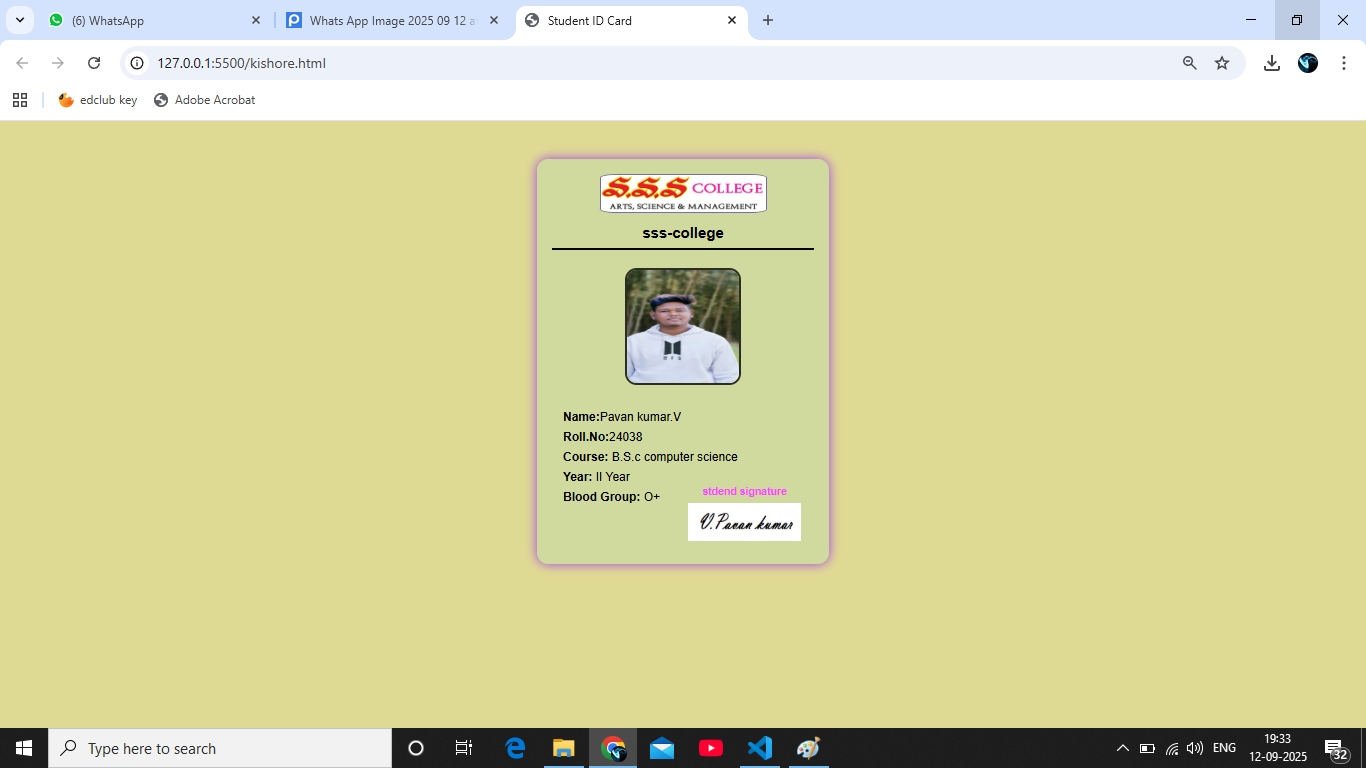 (6) WhatsApp
Whats App Image 2025 09 12 a
Student ID Card
127.0.0.1:5500/kishore.html
edclub key
Adobe Acrobat
S.S.S COLLEGE
ARTS, SCIENCE & MANAGEMENT
sss-college
BTS
Name:Pavan kumar.V
Roll.No:24038
Course: B.S.c computer science
Year: II Year
Blood Group: O+
stdend signature
V.Pavan kumar
Type here to search
ENG
19:33
12-09-2025
32